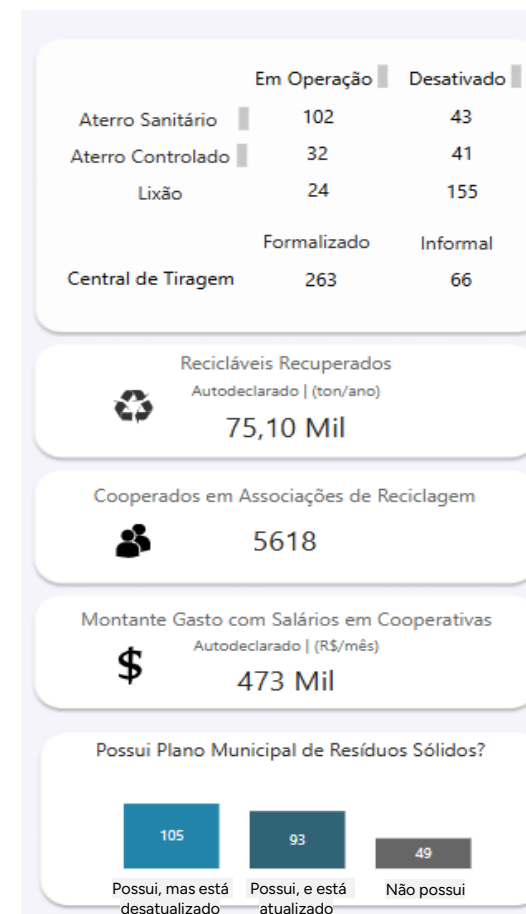 Em Operação Desativado
Aterro Sanitário 102 43
Aterro Controlado 32 41
Lixão 24 155
Formalizado Informal
Central de Tiragem 263 66
Recicláveis Recuperados
Autodeclarado | (ton/ano)
75,10 Mil
Cooperados em Associações de Reciclagem
5618
Montante Gasto com Salários em Cooperativas
Autodeclarado | (R$/mês)
$
473 Mil
Possui Plano Municipal de Resíduos Sólidos?
105 93 49
Possui, mas está Possui, e está Não possui
desatualizado atualizado